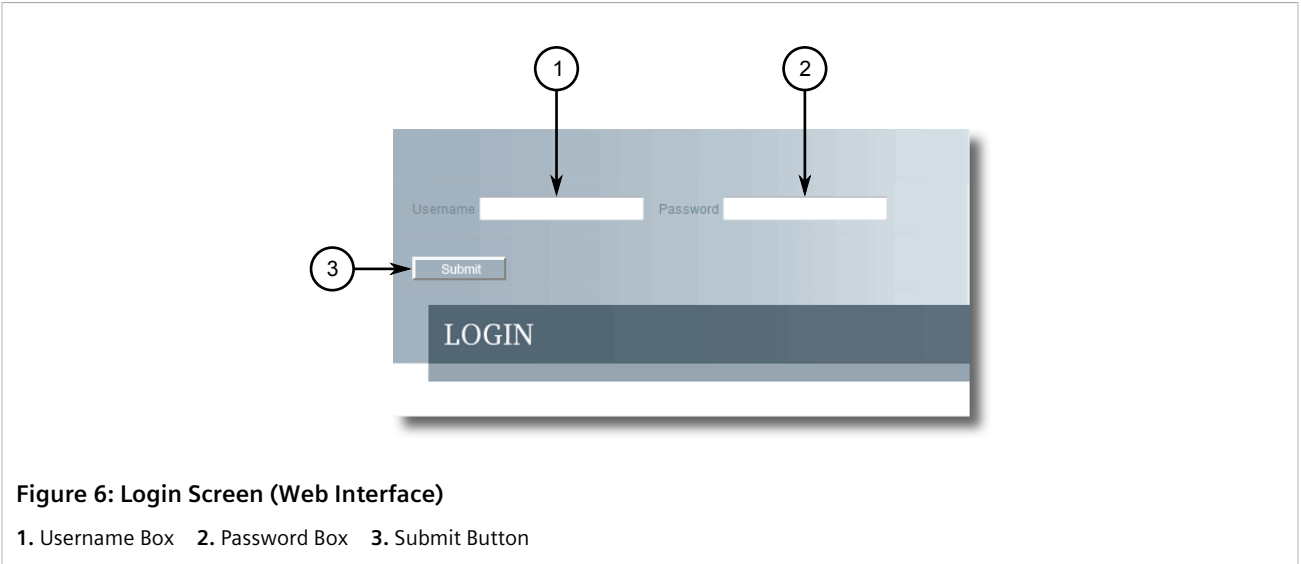 1 2
Username Password
3 Submit
LOGIN
Figure 6: Login Screen (Web Interface)
1. Username Box 2. Password Box 3. Submit Button